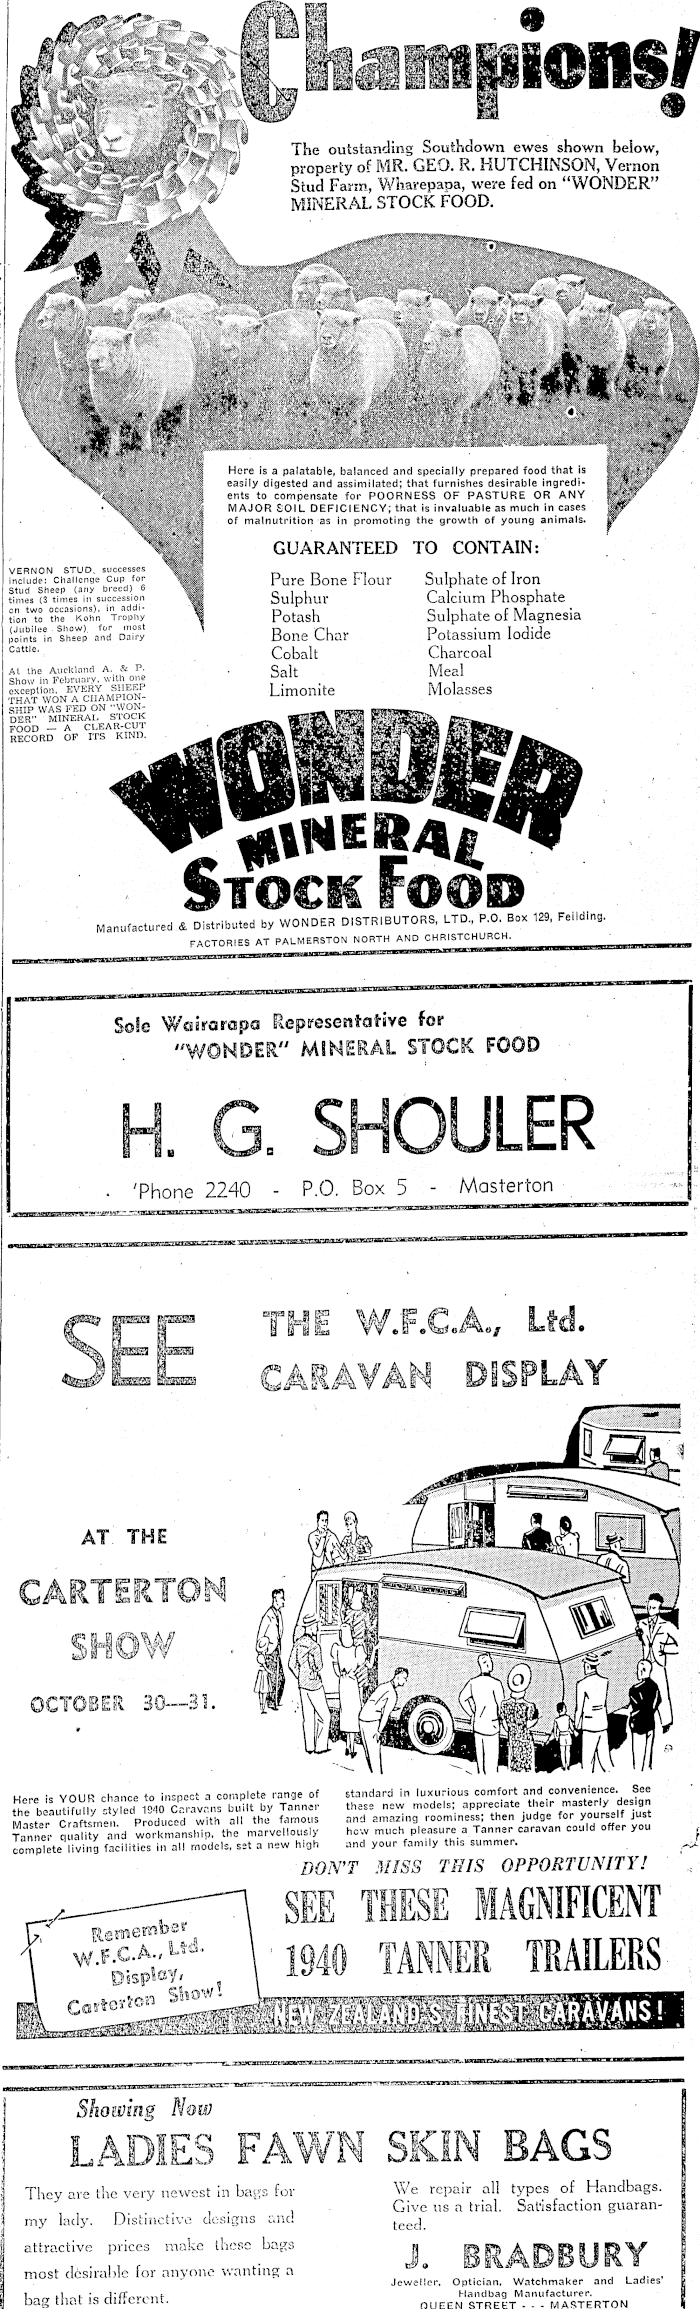 Champions!
The outstanding Southdown ewes shown below,
property of MR. GEO. R. HUTCHINSON, Vernon
Stud Farm, Wharepapa, were fed on "WONDER"
MINERAL STOCK FOOD.
Here is a palatable, balanced and specially prepared food that is
easily digested and assimilated; that furnishes desirable ingredi-
ents to compensate for POORNESS OF PASTURE OR ANY
MAJOR SOIL DEFICIENCY; that is invaluable as much in cases
of malnutrition as in promoting the growth of young animals.
GUARANTEED TO CONTAIN:
Pure Bone Flour
Sulphur
Potash
Bone Char
Cobalt
Salt
Limonite
Sulphate of Iron
Calcium Phosphate
Sulphate of Magnesia
Potassium Iodide
Charcoal
Meal
Molasses
VERNON STUD, successes
include: Challenge Cup for
Stud Sheep (any breed) 6
times (3 times in succession
on two occasions), in addi-
tion to the Kohn Trophy
(Jubilee Show) for most
points in Sheep and Dairy
Cattle.
At the Auckland A. & P.
Show in February, with one
exception, EVERY SHEEP
THAT WON A CHAMPION-
SHIP WAS FED ON "WON-
DER" MINERAL STOCK
FOOD — A CLEAR-CUT
RECORD OF ITS KIND.
WONDER
MINERAL
STOCK FOOD
Manufactured & Distributed by WONDER DISTRIBUTORS, LTD., P.O. Box 129, Feilding.
FACTORIES AT PALMERSTON NORTH AND CHRISTCHURCH.
Sole Wairarapa Representative for
"WONDER" MINERAL STOCK FOOD
H. G. SHOULER
'Phone 2240 - P.O. Box 5 - Masterton
SEE
THE W.F.C.A., Ltd.
CARAVAN DISPLAY
AT THE
CARTERTON
SHOW
OCTOBER 30—31.
Here is YOUR chance to inspect a complete range of
the beautifully styled 1940 Caravans built by Tanner
Master Craftsmen. Produced with all the famous
Tanner quality and workmanship, the marvellously
complete living facilities in all models, set a new high
standard in luxurious comfort and convenience. See
these new models; appreciate their masterly design
and amazing roominess; then judge for yourself just
how much pleasure a Tanner caravan could offer you
and your family this summer.
DON'T MISS THIS OPPORTUNITY!
SEE THESE MAGNIFICENT
1940 TANNER TRAILERS
Remember
W.F.C.A., Ltd.
Display,
Carterton Show!
NEW ZEALAND'S FINEST CARAVANS!
Showing Now
LADIES FAWN SKIN BAGS
They are the very newest in bags for
my lady. Distinctive designs and
attractive prices make these bags
most desirable for anyone wanting a
bag that is different.
We repair all types of Handbags.
Give us a trial. Satisfaction guaran-
teed.
J. BRADBURY
Jeweller, Optician, Watchmaker and Ladies'
Handbag Manufacturer.
QUEEN STREET - - - MASTERTON